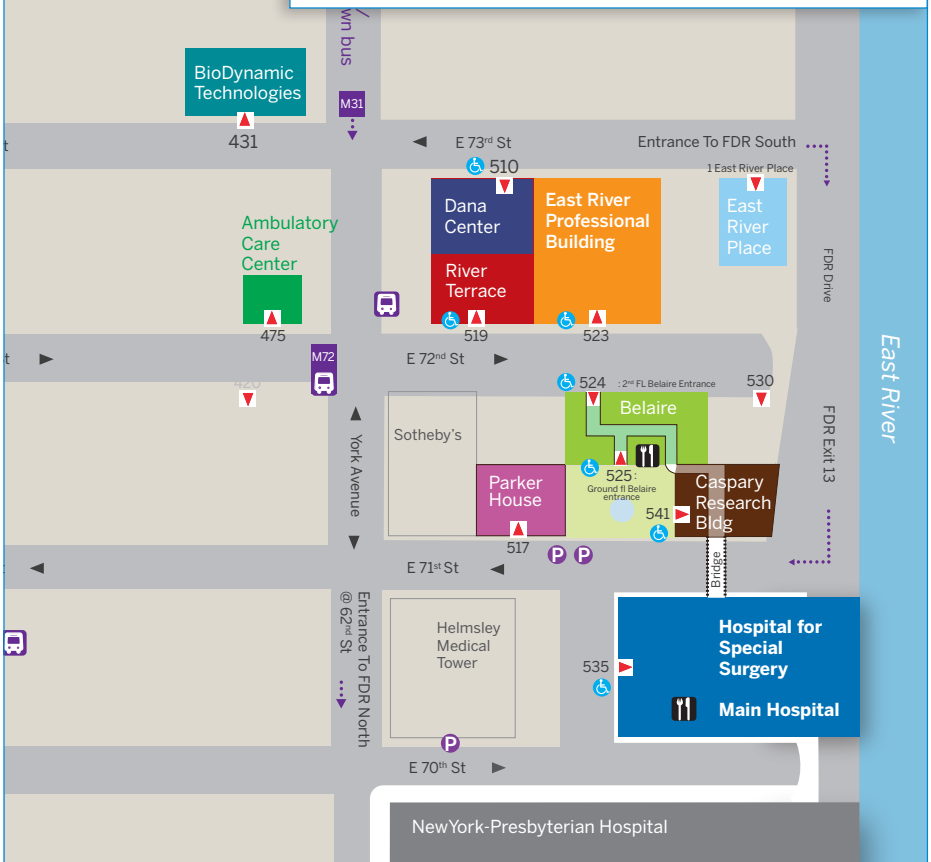 wn bus
BioDynamic
Technologies
M31
431
E 73rd St
Entrance To FDR South
510
1 East River Place
Dana
Center
East River
Professional
Building
East
River
Place
Ambulatory
Care
Center
River
Terrace
FDR Drive
475
519
523
t
M72
E 72nd St
East River
420
524
: 2nd FL Belaire Entrance
530
Belaire
Sotheby's
York Avenue
FDR Exit 13
525 :
Ground fl Belaire
entrance
Parker
House
Caspary
Research
Bldg
541
517
P P
E 71st St
Bridge
Entrance To FDR North
@ 62nd St
Helmsley
Medical
Tower
Hospital for
Special
Surgery
535
Main Hospital
P
E 70th St
NewYork-Presbyterian Hospital